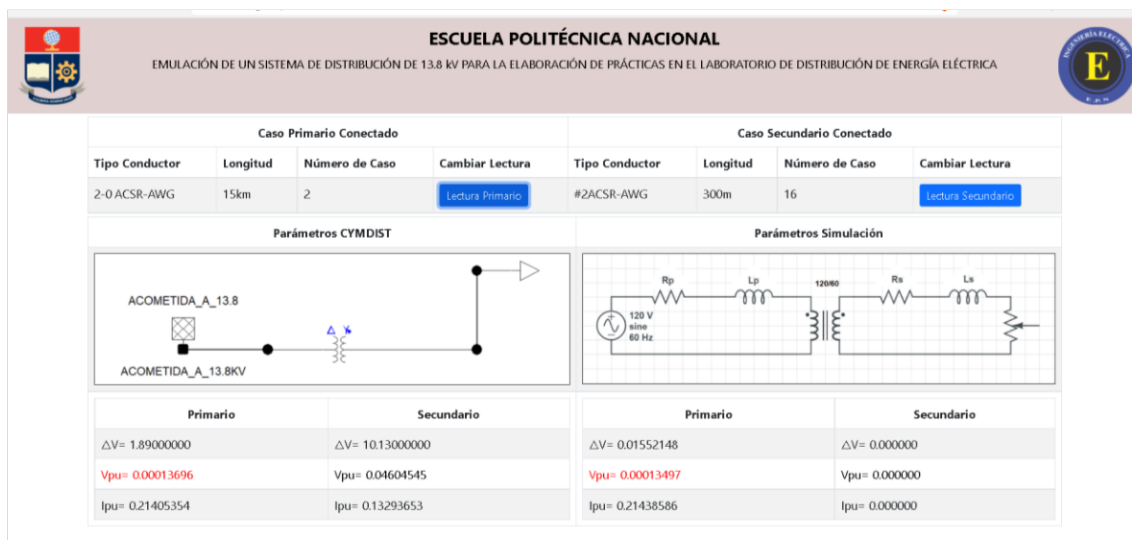 ESCUELA POLITÉCNICA NACIONAL
EMULACIÓN DE UN SISTEMA DE DISTRIBUCIÓN DE 13.8 kV PARA LA ELABORACIÓN DE PRÁCTICAS EN EL LABORATORIO DE DISTRIBUCIÓN DE ENERGÍA ELÉCTRICA
INGENIERÍA ELÉCTRICA
E
E.P.N
Caso Primario Conectado Caso Secundario Conectado
Tipo Conductor Longitud Número de Caso Cambiar Lectura Tipo Conductor Longitud Número de Caso Cambiar Lectura
2-0 ACSR-AWG 15km 2 Lectura Primario #2ACSR-AWG 300m 16 Lectura Secundario
Parámetros CYMDIST Parámetros Simulación
ACOMETIDA_A_13.8
ACOMETIDA_A_13.8KV
Rp Lp 120/60 Rs Ls
120 V
sine
60 Hz
Primario Secundario Primario Secundario
△V= 1.89000000 △V= 10.13000000 △V= 0.01552148 △V= 0.000000
Vpu= 0.00013696 Vpu= 0.04604545 Vpu= 0.00013497 Vpu= 0.000000
Ipu= 0.21405354 Ipu= 0.13293653 Ipu= 0.21438586 Ipu= 0.000000